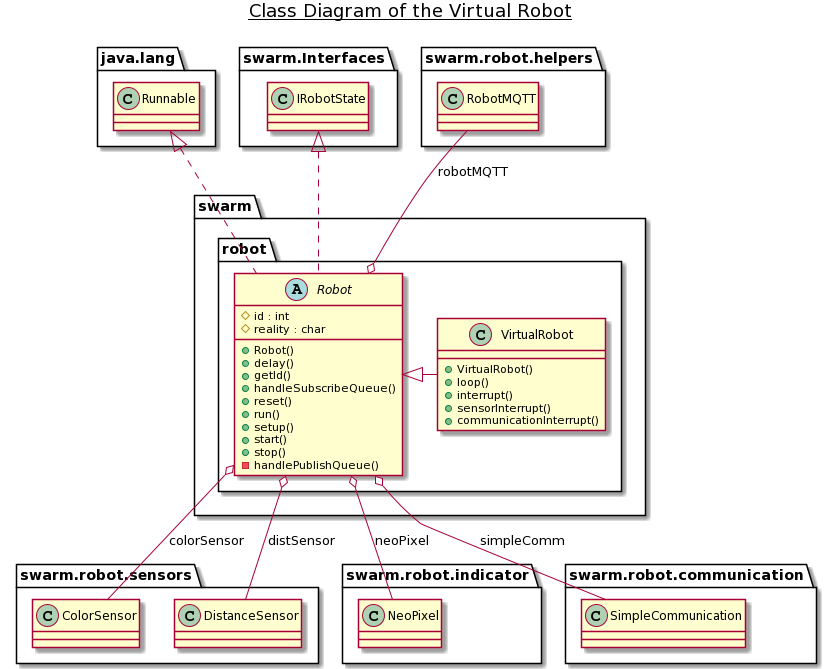 Class Diagram of the Virtual Robot
java.lang
swarm.Interfaces
swarm.robot.helpers
C Runnable
C IRobotState
C RobotMQTT
robotMQTT
swarm
robot
A Robot
id : int
reality : char
Robot()
delay()
getId()
handleSubscribeQueue()
reset()
run()
setup()
start()
stop()
handlePublishQueue()
C VirtualRobot
VirtualRobot()
loop()
interrupt()
sensorInterrupt()
communicationInterrupt()
colorSensor
distSensor
neoPixel
simpleComm
swarm.robot.sensors
swarm.robot.indicator
swarm.robot.communication
C ColorSensor
C DistanceSensor
C NeoPixel
C SimpleCommunication